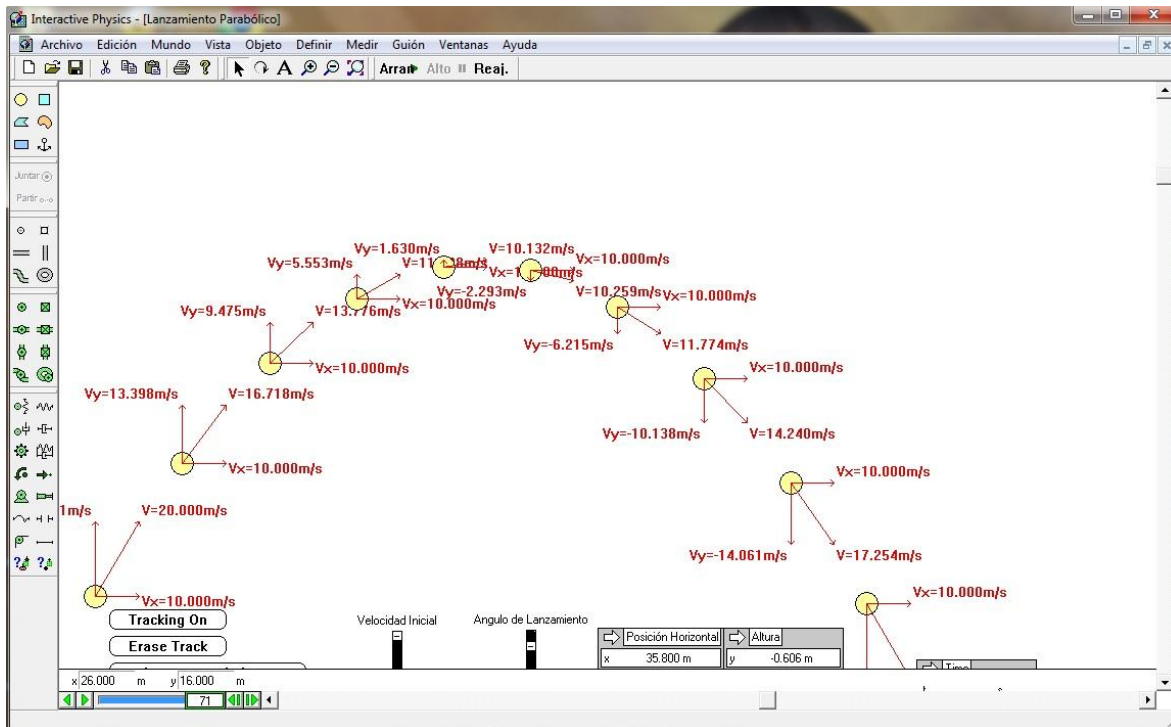 Interactive Physics - [Lanzamiento Parabólico]
Archivo Edición Mundo Vista Objeto Definir Medir Guión Ventanas Ayuda
A Arran Alto Reaj.
Juntar
Partir
Vy=1.630m/s V=10.132m/s
Vy=5.553m/s Vx=10.000m/s
Vy=-2.293m/s V=10.259m/s Vx=10.000m/s
Vy=9.475m/s V=13.776m/s Vx=10.000m/s
Vy=-6.215m/s V=11.774m/s
Vx=10.000m/s Vx=10.000m/s
Vy=13.398m/s V=16.718m/s
Vy=-10.138m/s V=14.240m/s
Vx=10.000m/s Vx=10.000m/s
1m/s V=20.000m/s
Vy=-14.061m/s V=17.254m/s
Vx=10.000m/s Vx=10.000m/s
Tracking On Velocidad Inicial Angulo de Lanzamiento
Erase Track Posición Horizontal Altura
x 35.800 m y -0.606 m
Time
x 26.000 m y 16.000 m
71